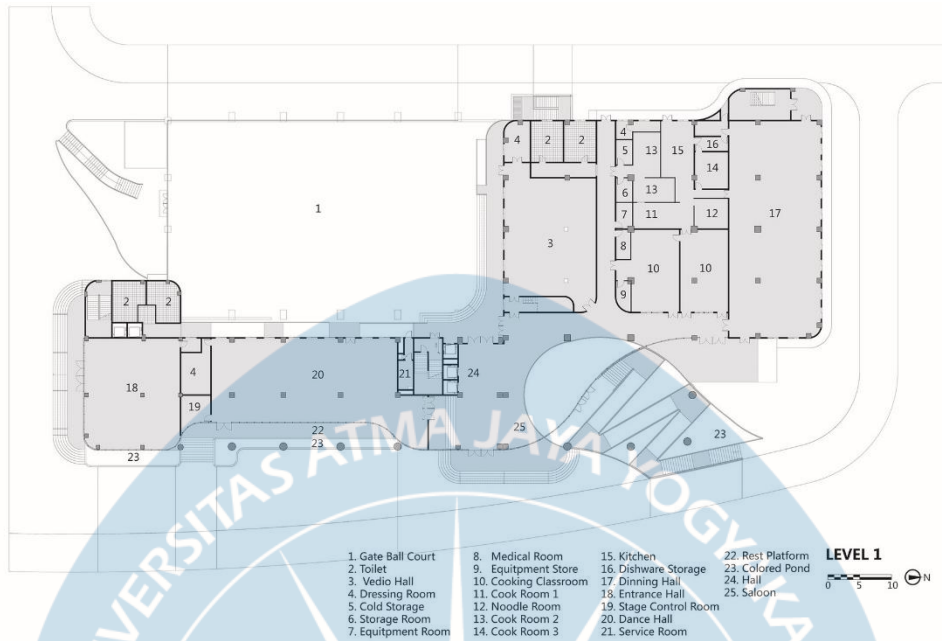 4
2
2
4
5
13
15
16
14
6
13
7
11
12
17
1
3
8
10
10
9
2
2
18
4
19
20
21
24
22
23
23
25
23
UNIVERSITAS ATMA JAYA YOGYAKA
1. Gate Ball Court
2. Toilet
3. Vedio Hall
4. Dressing Room
5. Cold Storage
6. Storage Room
7. Equitpment Room
8. Medical Room
9. Equitpment Store
10. Cooking Classroom
11. Cook Room 1
12. Noodle Room
13. Cook Room 2
14. Cook Room 3
15. Kitchen
16. Dishware Storage
17. Dinning Hall
18. Entrance Hall
19. Stage Control Room
20. Dance Hall
21. Service Room
22. Rest Platform
23. Colored Pond
24. Hall
25. Saloon
LEVEL 1
0 5 10 N